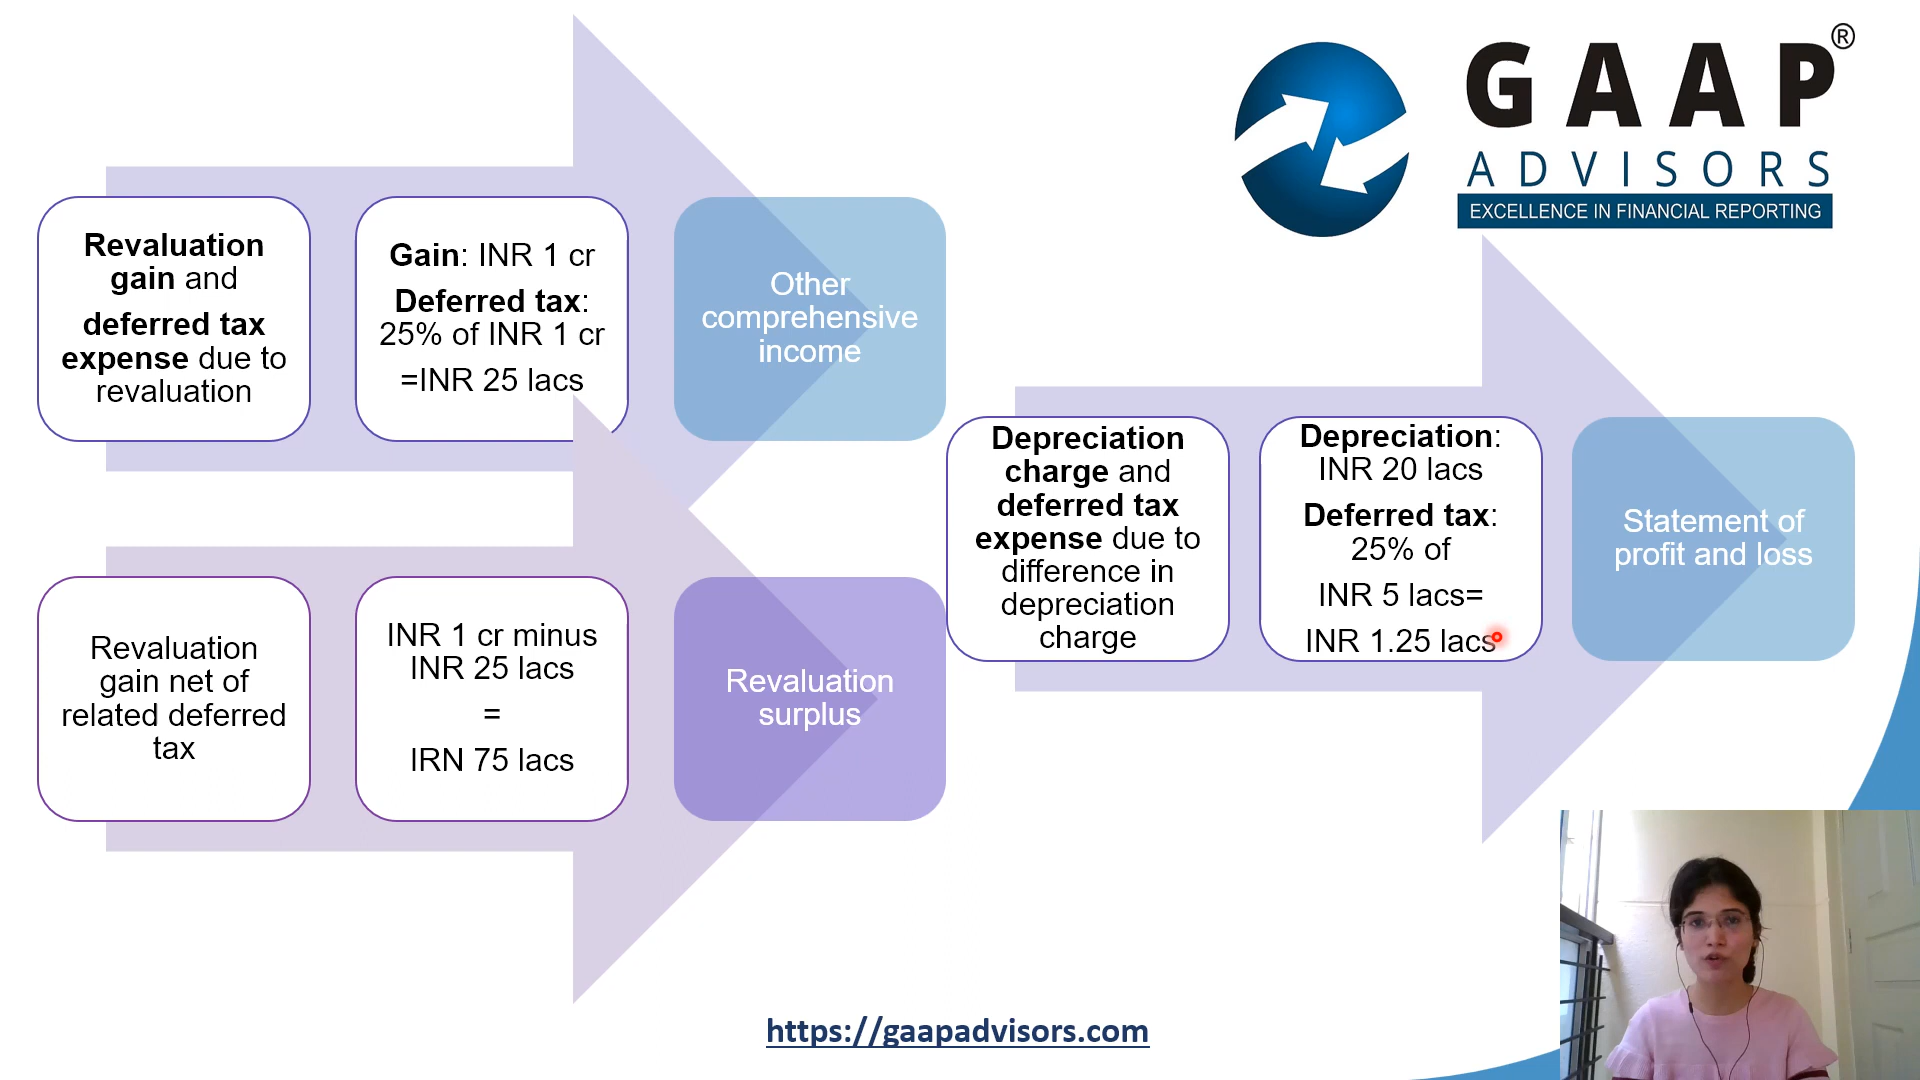 GAAP®
ADVISORS
EXCELLENCE IN FINANCIAL REPORTING
Revaluation
gain and
deferred tax
expense due to
revaluation
Gain: INR 1 cr
Deferred tax:
25% of INR 1 cr
=INR 25 lacs
Other
comprehensive
income
Revaluation
gain net of
related deferred
tax
INR 1 cr minus
INR 25 lacs
=
IRN 75 lacs
Revaluation
surplus
Depreciation
charge and
deferred tax
expense due to
difference in
depreciation
charge
Depreciation:
INR 20 lacs
Deferred tax:
25% of
INR 5 lacs=
INR 1.25 lacs
Statement of
profit and loss
https://gaapadvisors.com